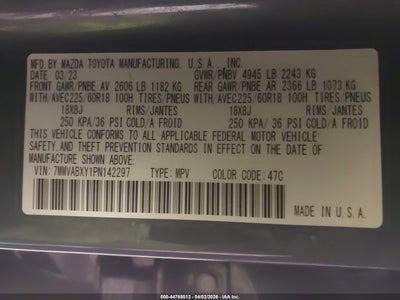 MFD. BY MAZDA TOYOTA MANUFACTURING, U.S.A., INC.
DATE 03/23 GVWR/PNBV 4945 LB 2243 KG
FRONT GAWR/PNBE AV 2606 LB 1182 KG REAR GAWR/PNBE AR 2366 LB 1073 KG
WITH/AVEC225/60R18 100H TIRES/PNEUS WITH/AVEC225/60R18 100H TIRES/PNEUS
18X8J RIMS/JANTES 18X8J RIMS/JANTES
250 KPA/36 PSI COLD/A FROID 250 KPA/36 PSI COLD/A FROID
THIS VEHICLE CONFORMS TO ALL APPLICABLE FEDERAL MOTOR VEHICLE
SAFETY, AND THEFT PREVENTION STANDARDS IN EFFECT ON THE DATE OF
MANUFACTURE SHOWN ABOVE.
VIN: 7MMVABXY1PN142297 TYPE: MPV COLOR CODE: 47C
MADE IN U.S.A.
000-44768512 - 04/02/2026 - IAA Inc.